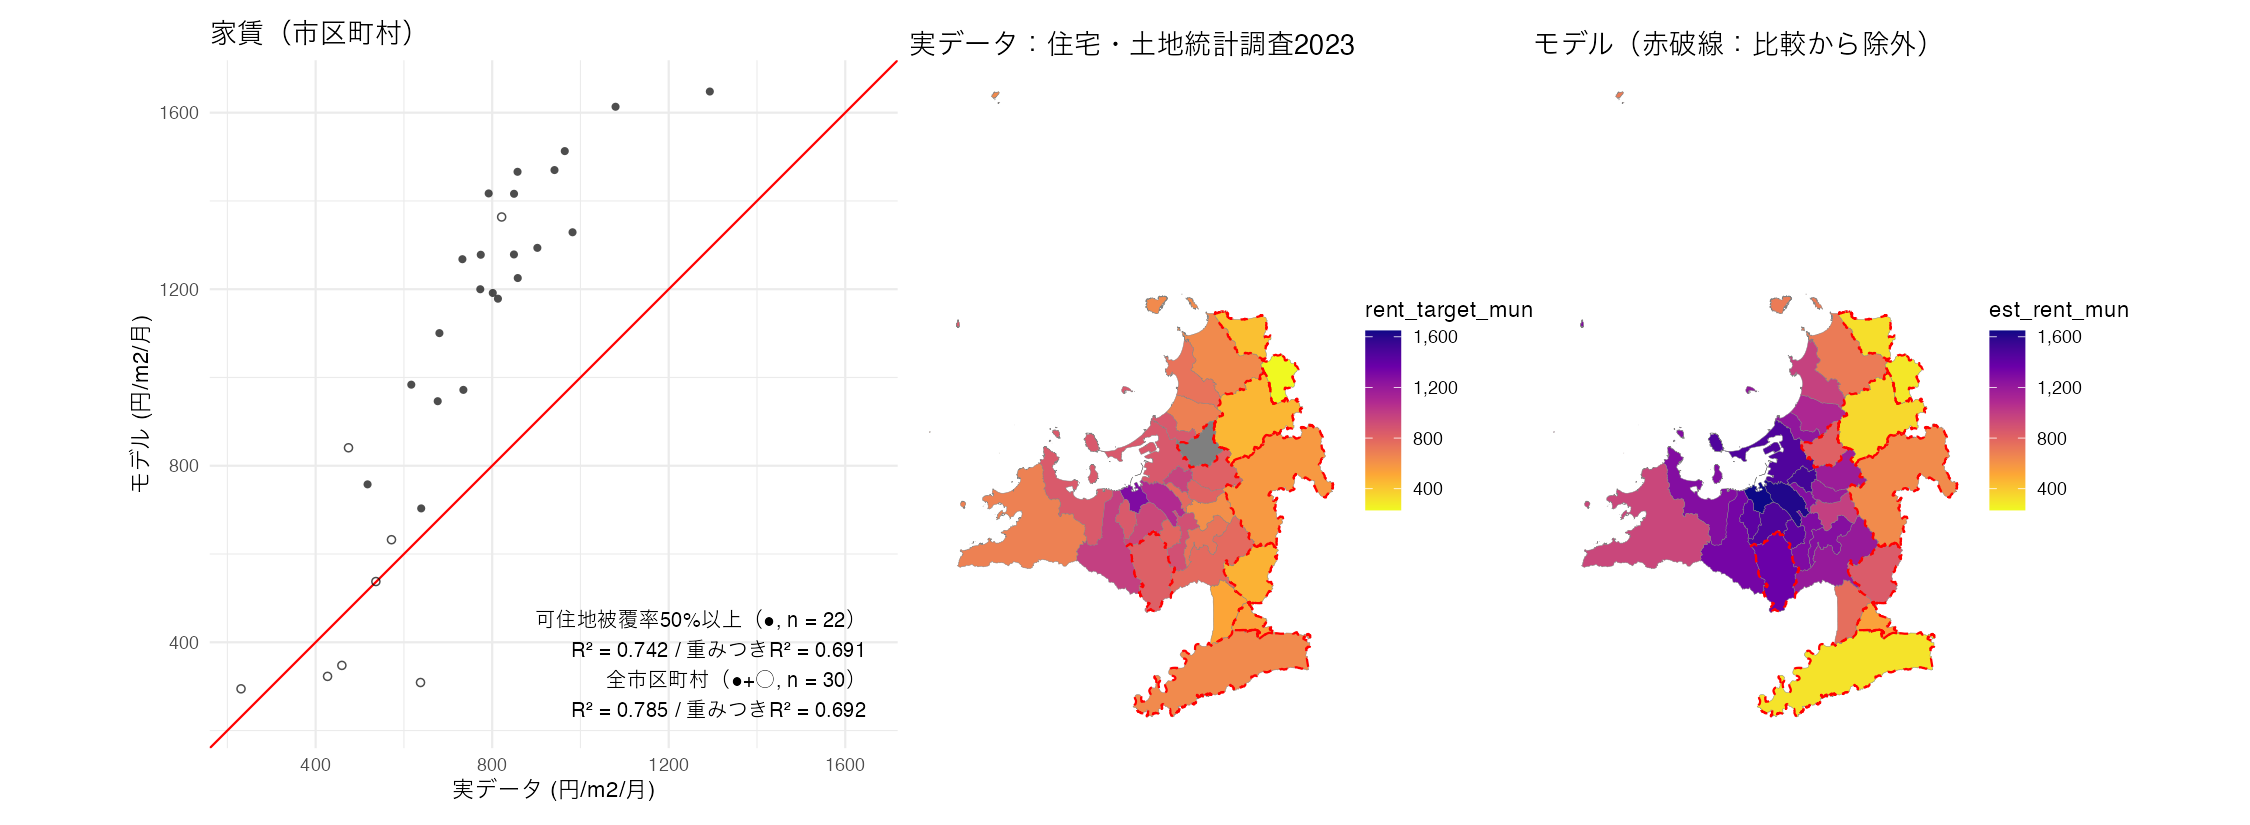 家賃（市区町村）
モデル (円/m2/月)
1600
1200
800
400
400
800
1200
1600
実データ (円/m2/月)
可住地被覆率50%以上（●, n = 22）
R² = 0.742 / 重みつきR² = 0.691
全市区町村（●+○, n = 30）
R² = 0.785 / 重みつきR² = 0.692
実データ：住宅・土地統計調査2023
rent_target_mun
1,600
1,200
800
400
モデル（赤破線：比較から除外）
est_rent_mun
1,600
1,200
800
400